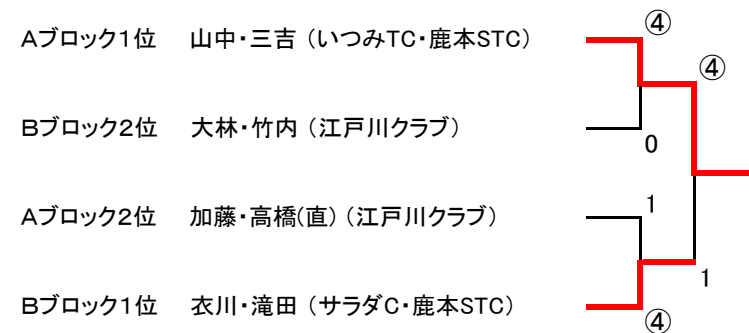 ④
Aブロック1位 山中・三吉 (いつみTC・鹿本STC)
④
Bブロック2位 大林・竹内 (江戸川クラブ)
0
Aブロック2位 加藤・高橋(直) (江戸川クラブ)
1
1
Bブロック1位 衣川・滝田 (サラダC・鹿本STC)
④